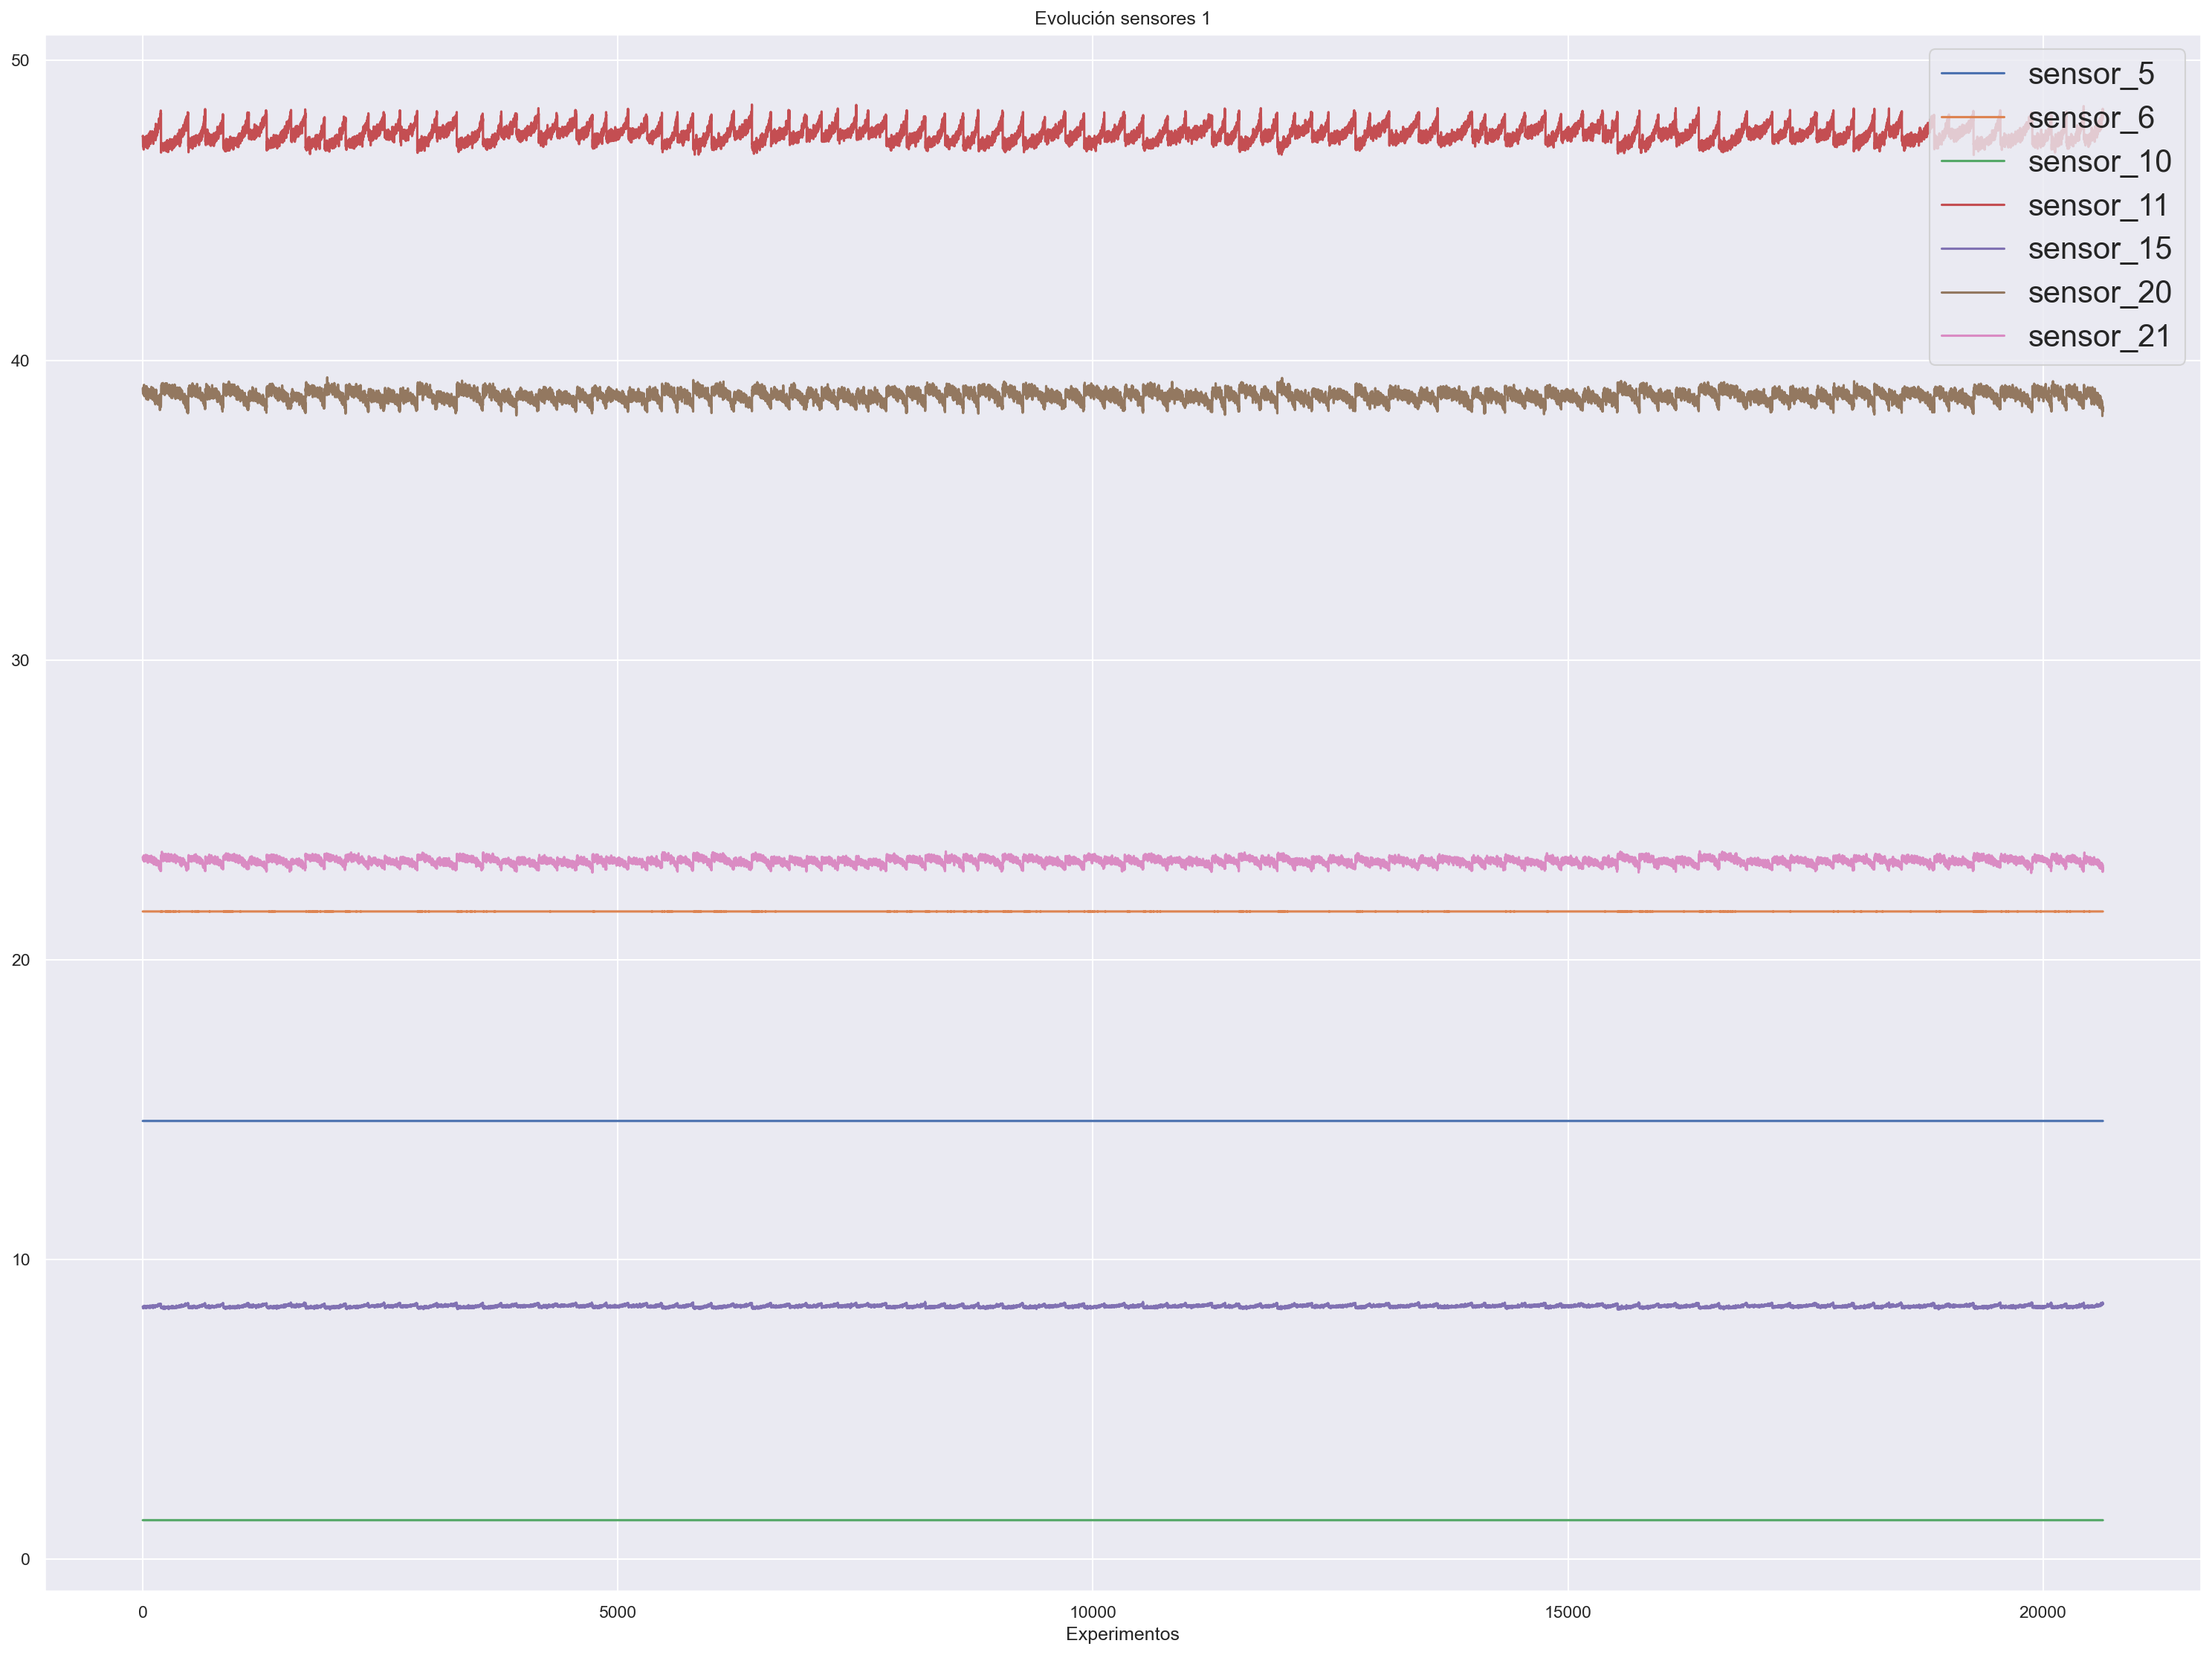 Evolución sensores 1
50
40
30
20
10
0
sensor_5
sensor_6
sensor_10
sensor_11
sensor_15
sensor_20
sensor_21
0 5000 10000 15000 20000
Experimentos